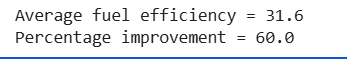 Average fuel efficiency = 31.6
Percentage improvement = 60.0